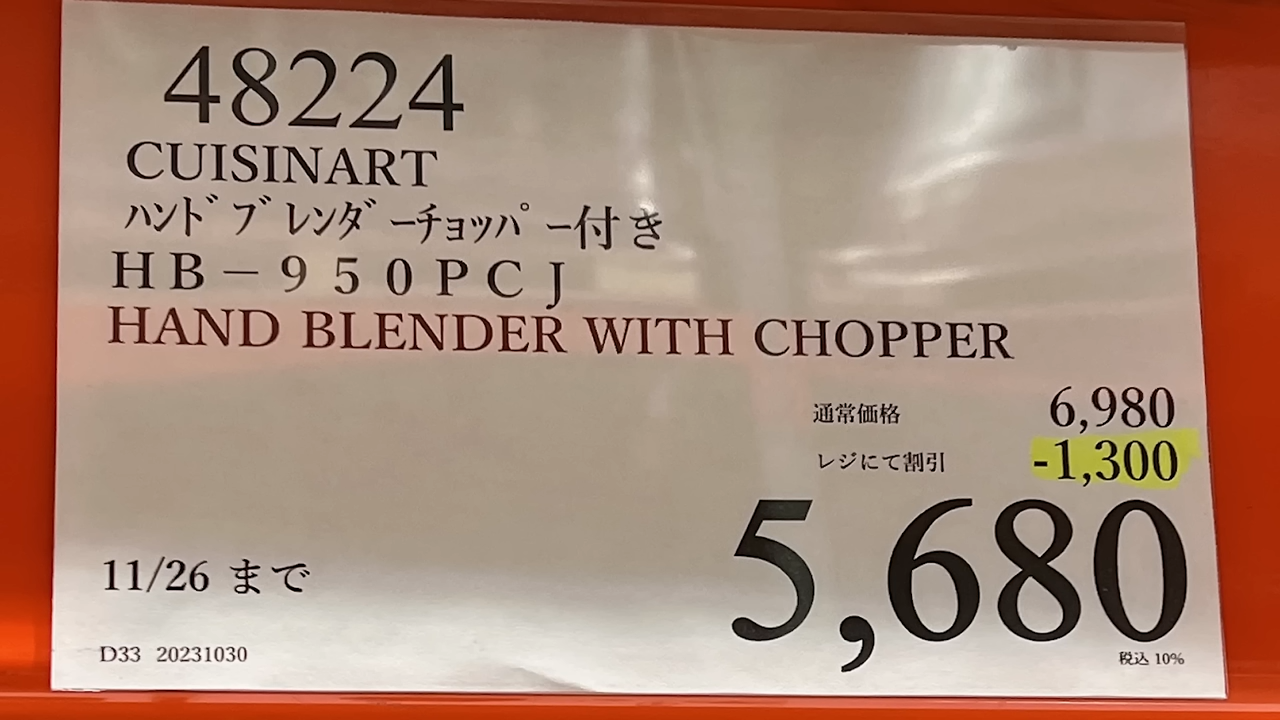 48224
CUISINART
ﾊﾝﾄﾞﾌﾞﾚﾝﾀﾞｰﾁｮｯﾊﾟｰ付き
ＨＢ－９５０ＰＣＪ
HAND BLENDER WITH CHOPPER
通常価格 6,980
レジにて割引 -1,300
5,680
11/26 まで
D33 20231030
税込 10%